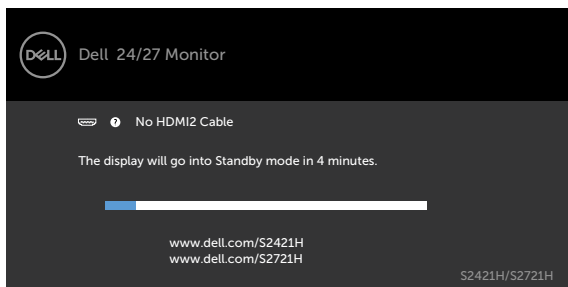 DELL Dell 24/27 Monitor
? No HDMI2 Cable
The display will go into Standby mode in 4 minutes.
www.dell.com/S2421H
www.dell.com/S2721H
S2421H/S2721H